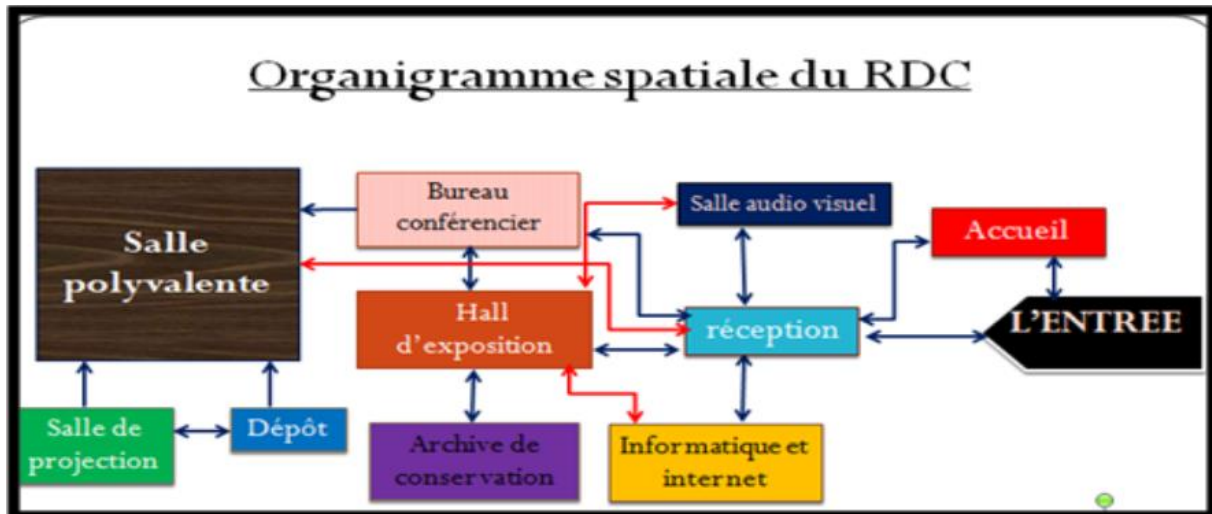 Organigramme spatiale du RDC
Salle
polyvalente
Bureau
conférencier
Salle audio visuel
Accueil
Hall
d'exposition
réception
L'ENTREE
Salle de
projection
Dépôt
Archive de
conservation
Informatique et
internet